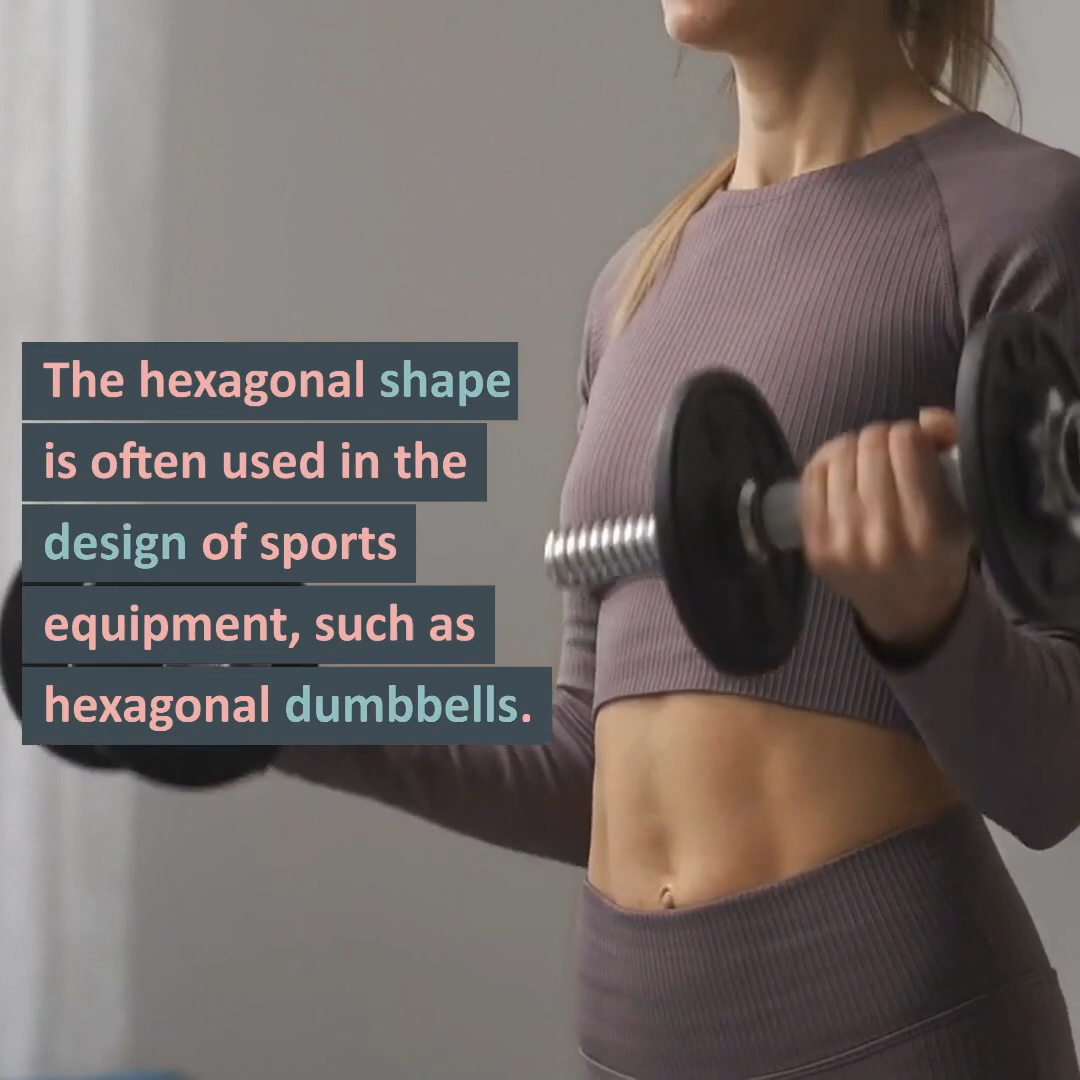 The hexagonal shape
is often used in the
design of sports
equipment, such as
hexagonal dumbbells.